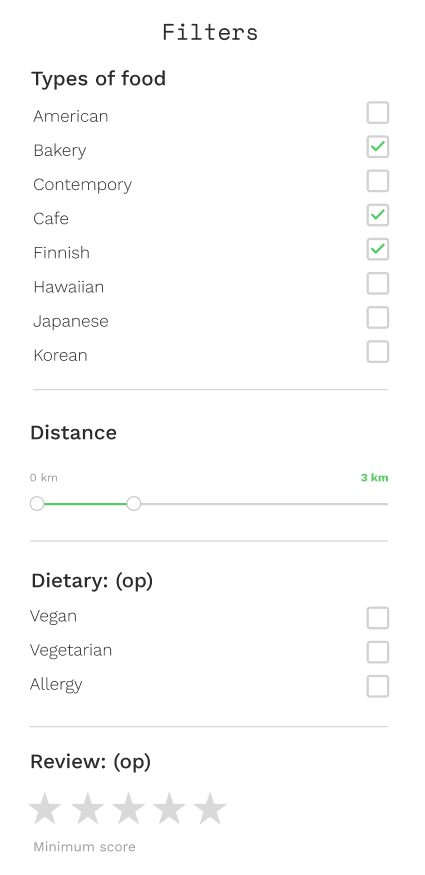 Filters
Types of food
American
Bakery
Contempory
Cafe
Finnish
Hawaiian
Japanese
Korean
Distance
0 km 3 km
Dietary: (op)
Vegan
Vegetarian
Allergy
Review: (op)
Minimum score